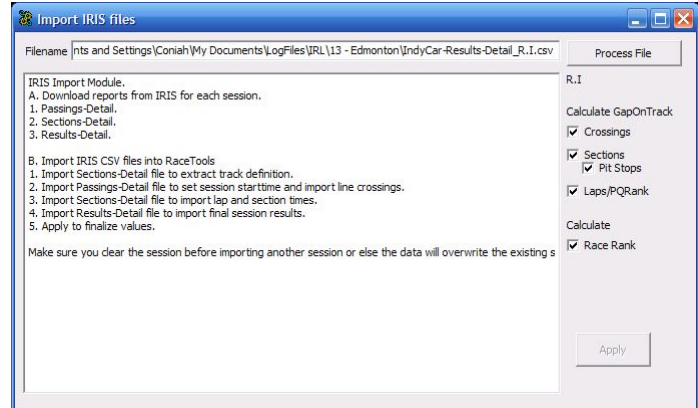 Import IRIS files
Filename nts and Settings\Coniah\My Documents\LogFiles\IRL\13 - Edmonton\IndyCar-Results-Detail_R.I.csv
Process File
IRIS Import Module.
A. Download reports from IRIS for each session.
1. Passings-Detail.
2. Sections-Detail.
3. Results-Detail.
B. Import IRIS CSV files into RaceTools
1. Import Sections-Detail file to extract track definition.
2. Import Passings-Detail file to set session starttime and import line crossings.
3. Import Sections-Detail file to import lap and section times.
4. Import Results-Detail file to import final session results.
5. Apply to finalize values.
Make sure you clear the session before importing another session or else the data will overwrite the existing s
R.I
Calculate GapOnTrack
Crossings
Sections
Pit Stops
Laps/PQRank
Calculate
Race Rank
Apply